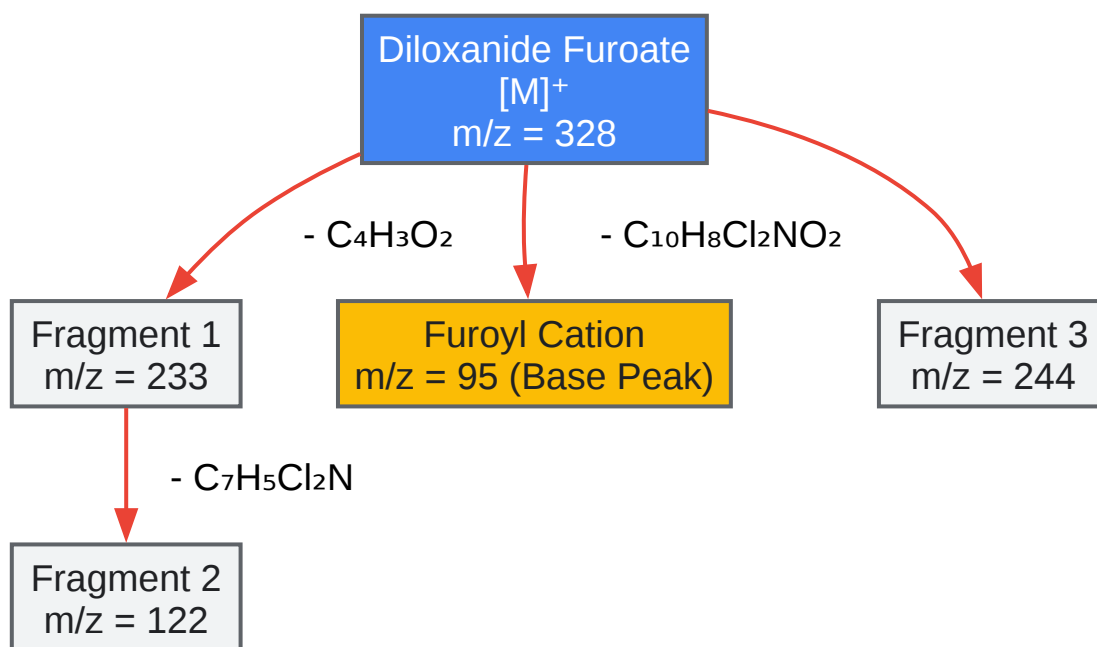 Diloxanide Furoate
[M]⁺
m/z = 328
- C₄H₃O₂
- C₁₀H₈Cl₂NO₂
Fragment 1
m/z = 233
Furoyl Cation
m/z = 95 (Base Peak)
Fragment 3
m/z = 244
- C₇H₅Cl₂N
Fragment 2
m/z = 122